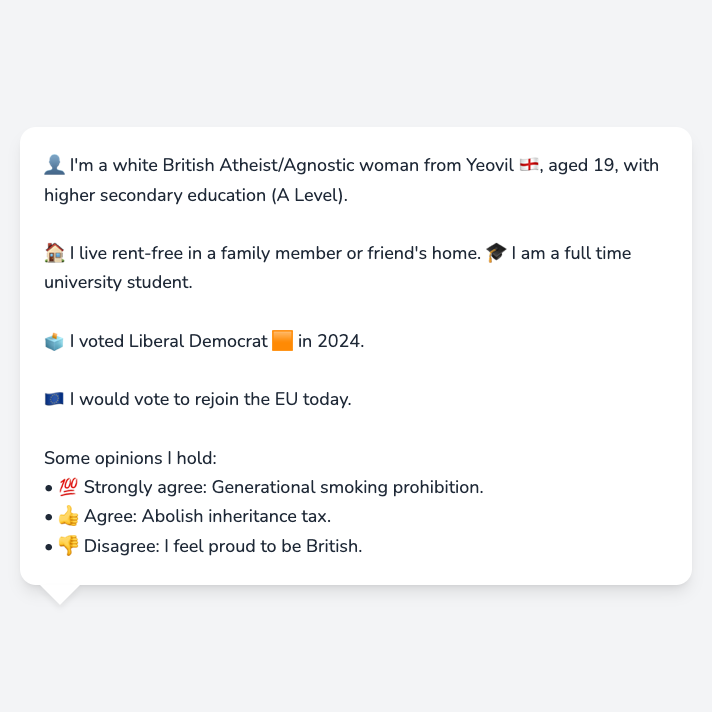 👤 I'm a white British Atheist/Agnostic woman from Yeovil 🏴󠁧󠁢󠁥󠁮󠁧󠁿, aged 19, with
higher secondary education (A Level).
🏠 I live rent-free in a family member or friend's home. 🎓 I am a full time
university student.
🗳️ I voted Liberal Democrat 🟧 in 2024.
🇪🇺 I would vote to rejoin the EU today.
Some opinions I hold:
• 💯 Strongly agree: Generational smoking prohibition.
• 👍 Agree: Abolish inheritance tax.
• 👎 Disagree: I feel proud to be British.